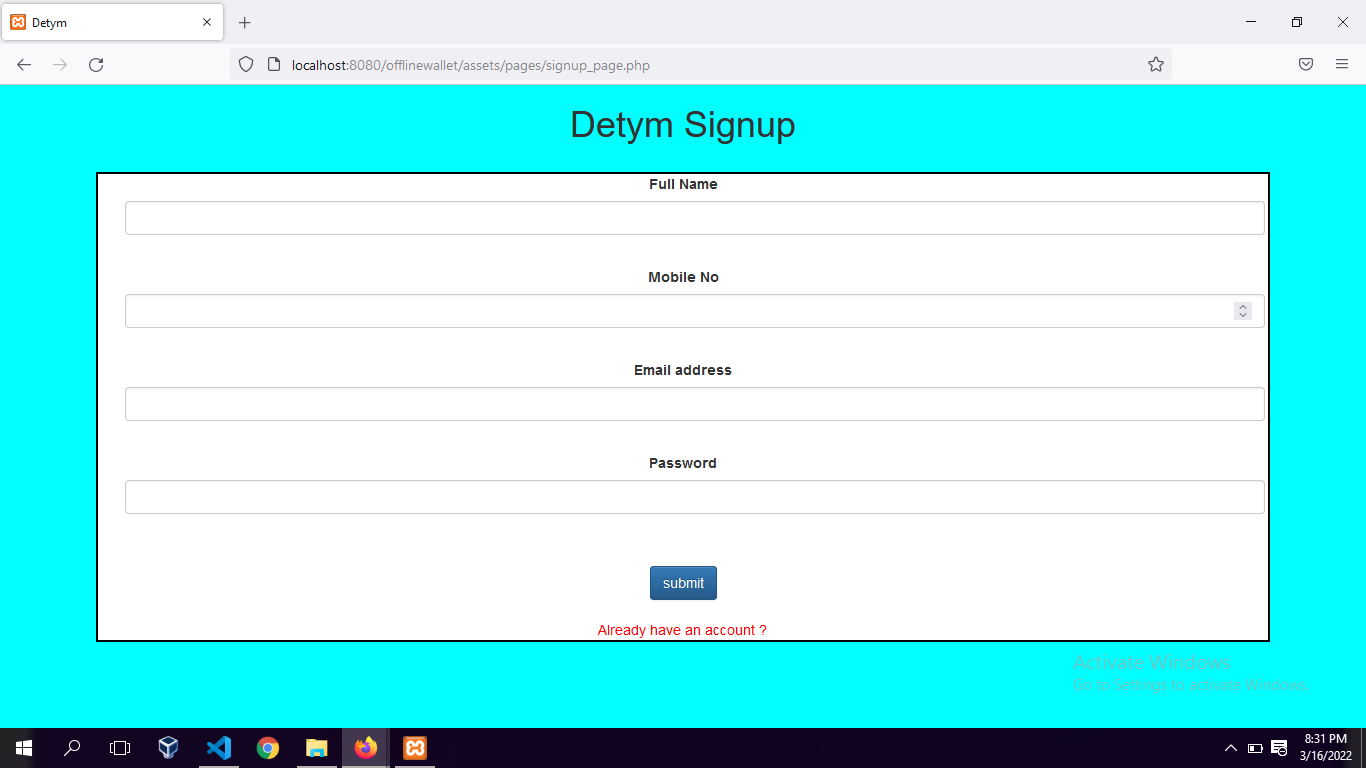 Detym
localhost:8080/offlinewallet/assets/pages/signup_page.php
Detym Signup
Full Name
Mobile No
Email address
Password
submit
Already have an account ?
Activate Windows
Go to Settings to activate Windows.
8:31 PM
3/16/2022